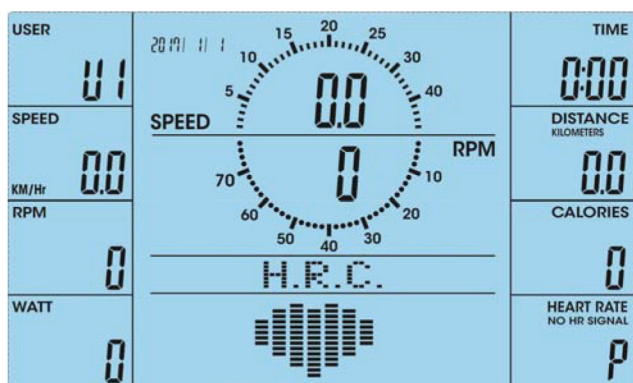 USER
U1
SPEED
KM/Hr 0.0
RPM
0
WATT
0
2017/ 1/ 1
5 10 15 20 25 30 40
SPEED 0.0
0 RPM
70 60 50 40 30 20 10
H.R.C.
TIME
0:00
DISTANCE
KILOMETERS
0.0
CALORIES
0
HEART RATE
NO HR SIGNAL
P